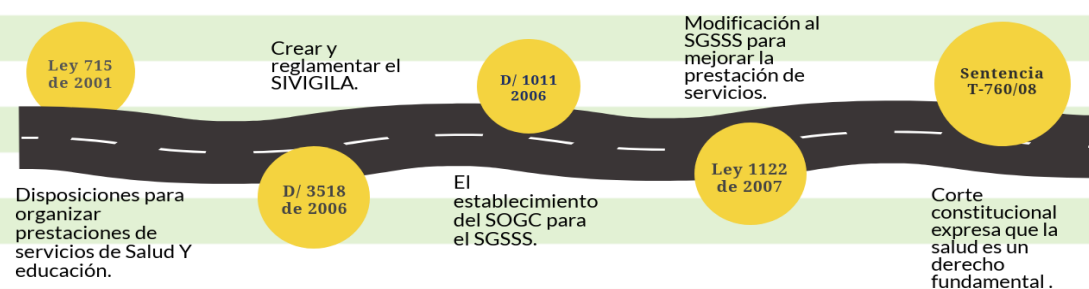 Ley 715
de 2001
Disposiciones para
organizar
prestaciones de
servicios de Salud Y
educación.
Crear y
reglamentar el
SIVIGILA.
D/ 3518
de 2006
D/ 1011
2006
El
establecimiento
del SOGC para
el SGSSS.
Modificación al
SGSSS para
mejorar la
prestación de
servicios.
Ley 1122
de 2007
Sentencia
T-760/08
Corte
constitucional
expresa que la
salud es un
derecho
fundamental .